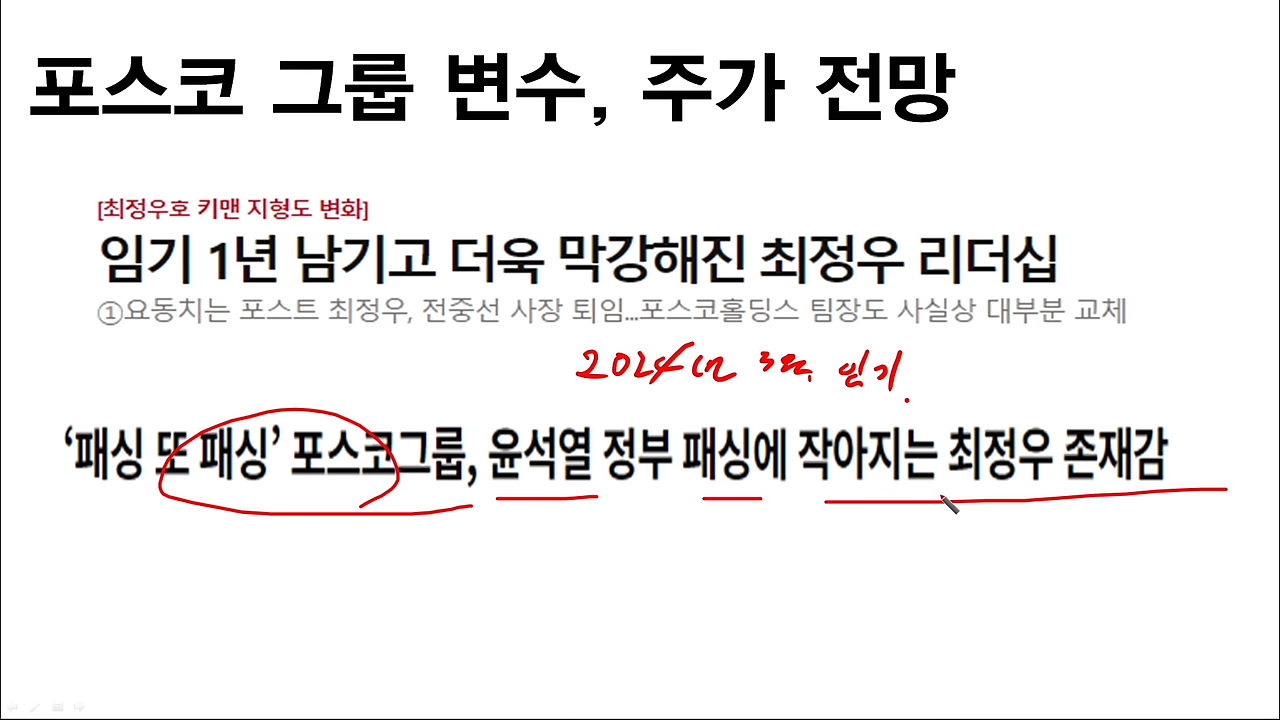 포스코 그룹 변수, 주가 전망
[최정우호 키맨 지형도 변화]
임기 1년 남기고 더욱 막강해진 최정우 리더십
①요동치는 포스트 최정우, 전중선 사장 퇴임...포스코홀딩스 팀장도 사실상 대부분 교체
2024년 3월. 임기.
‘패싱 또 패싱’ 포스코그룹, 윤석열 정부 패싱에 작아지는 최정우 존재감